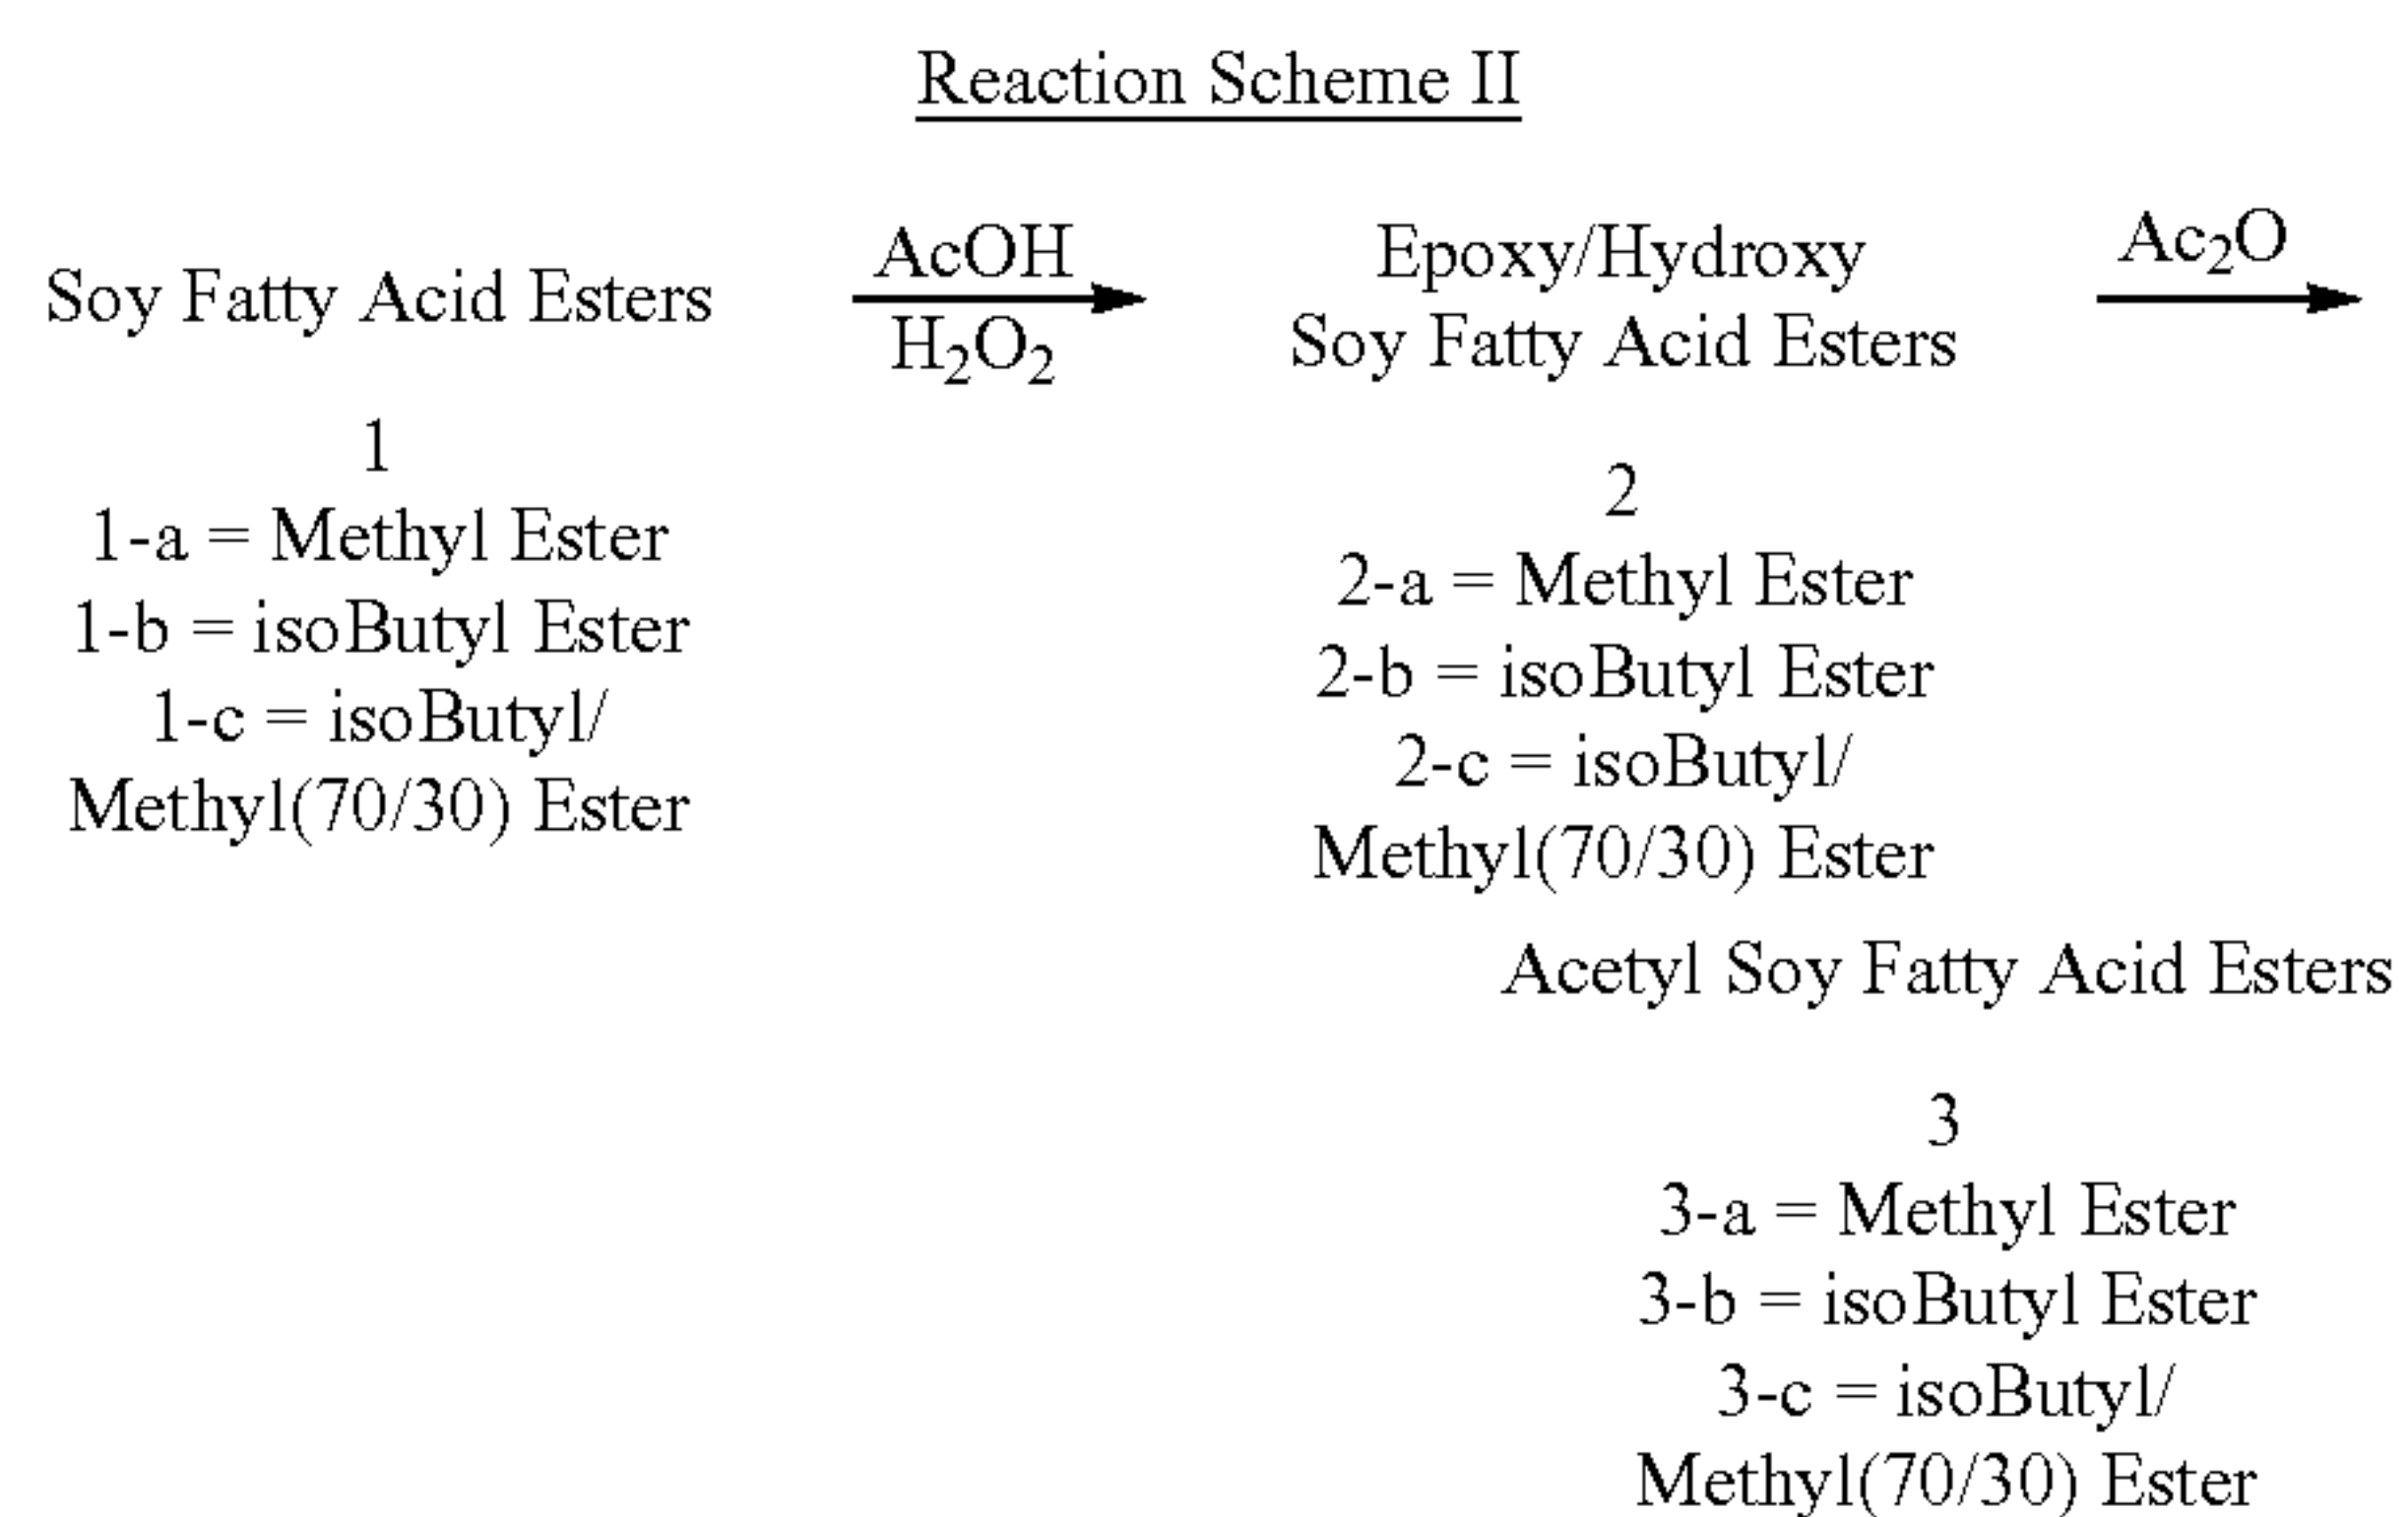 Reaction Scheme II
Soy Fatty Acid Esters
AcOH
H₂O₂
Epoxy/Hydroxy
Soy Fatty Acid Esters
Ac₂O
1
1-a = Methyl Ester
1-b = isoButyl Ester
1-c = isoButyl/
Methyl(70/30) Ester
2
2-a = Methyl Ester
2-b = isoButyl Ester
2-c = isoButyl/
Methyl(70/30) Ester
Acetyl Soy Fatty Acid Esters
3
3-a = Methyl Ester
3-b = isoButyl Ester
3-c = isoButyl/
Methyl(70/30) Ester